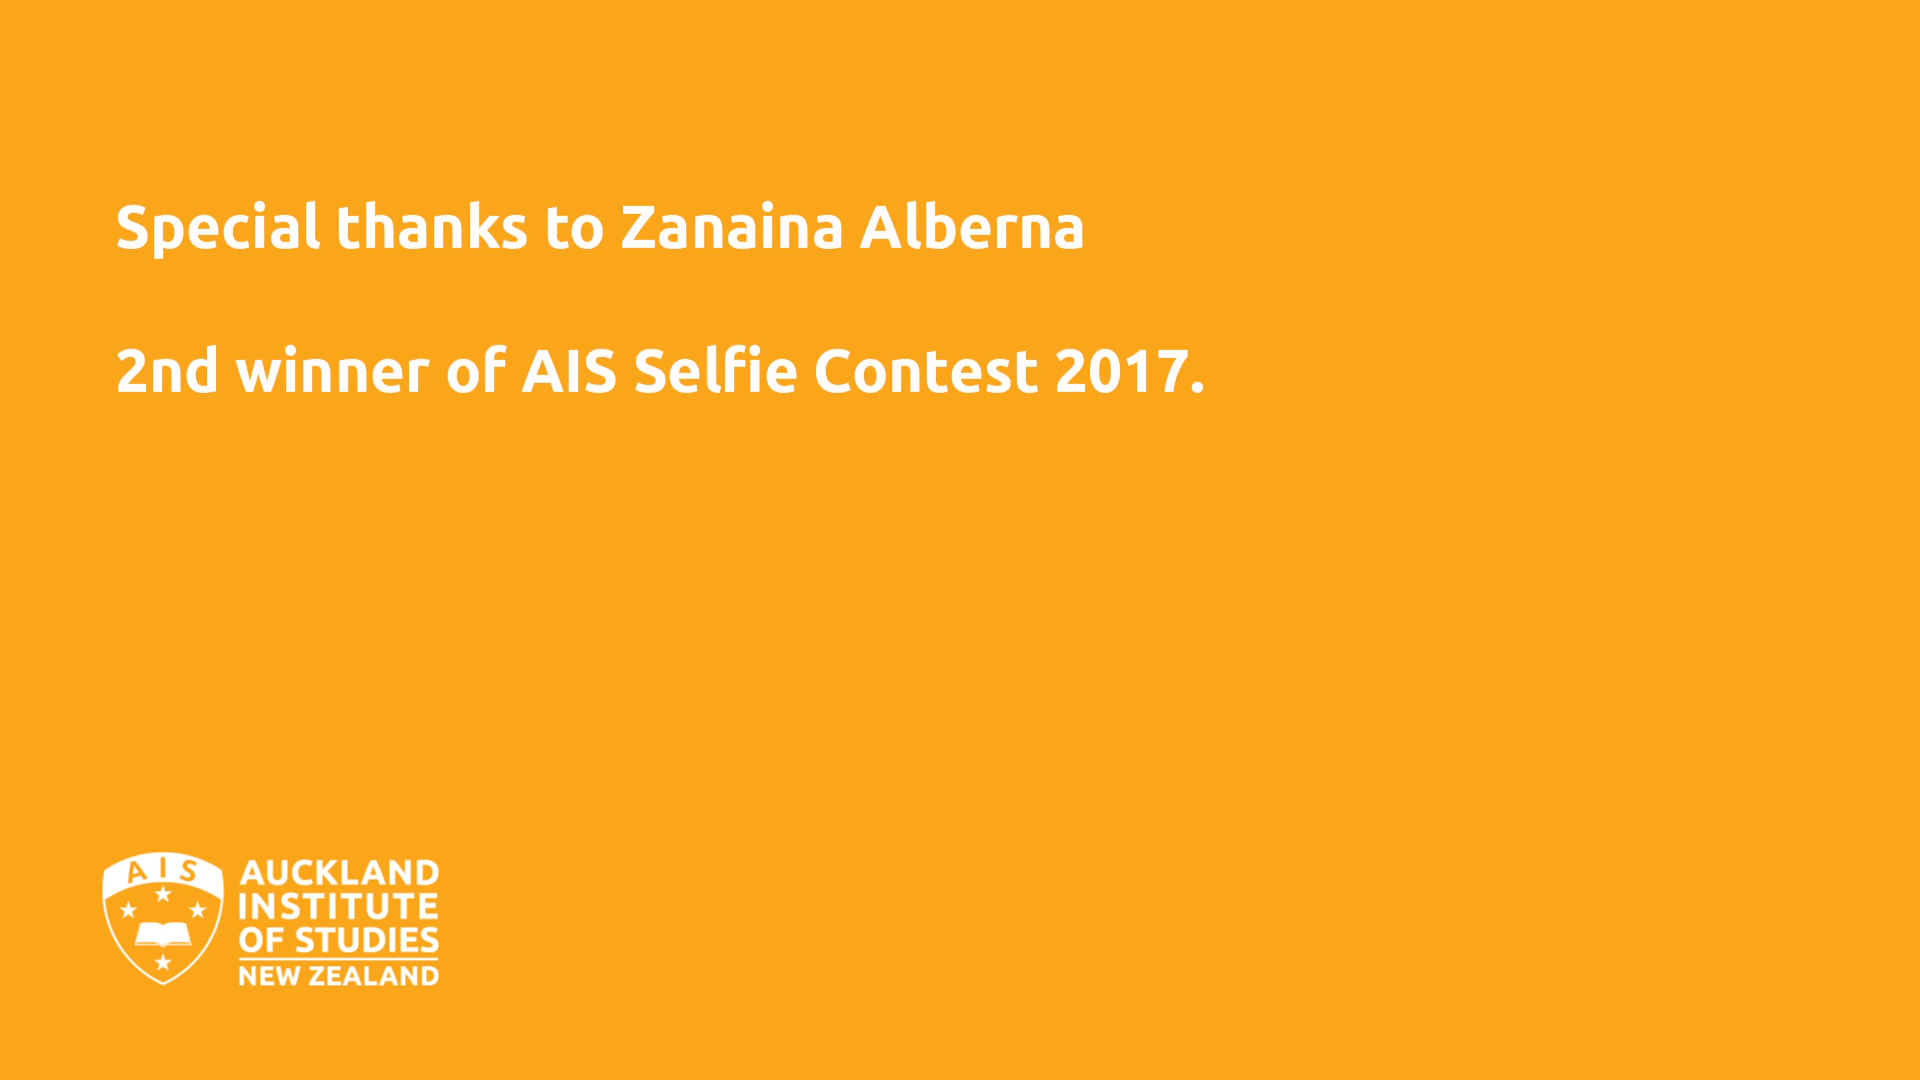 Special thanks to Zanaina Alberna
2nd winner of AIS Selfie Contest 2017.
AIS
AUCKLAND
INSTITUTE
OF STUDIES
NEW ZEALAND